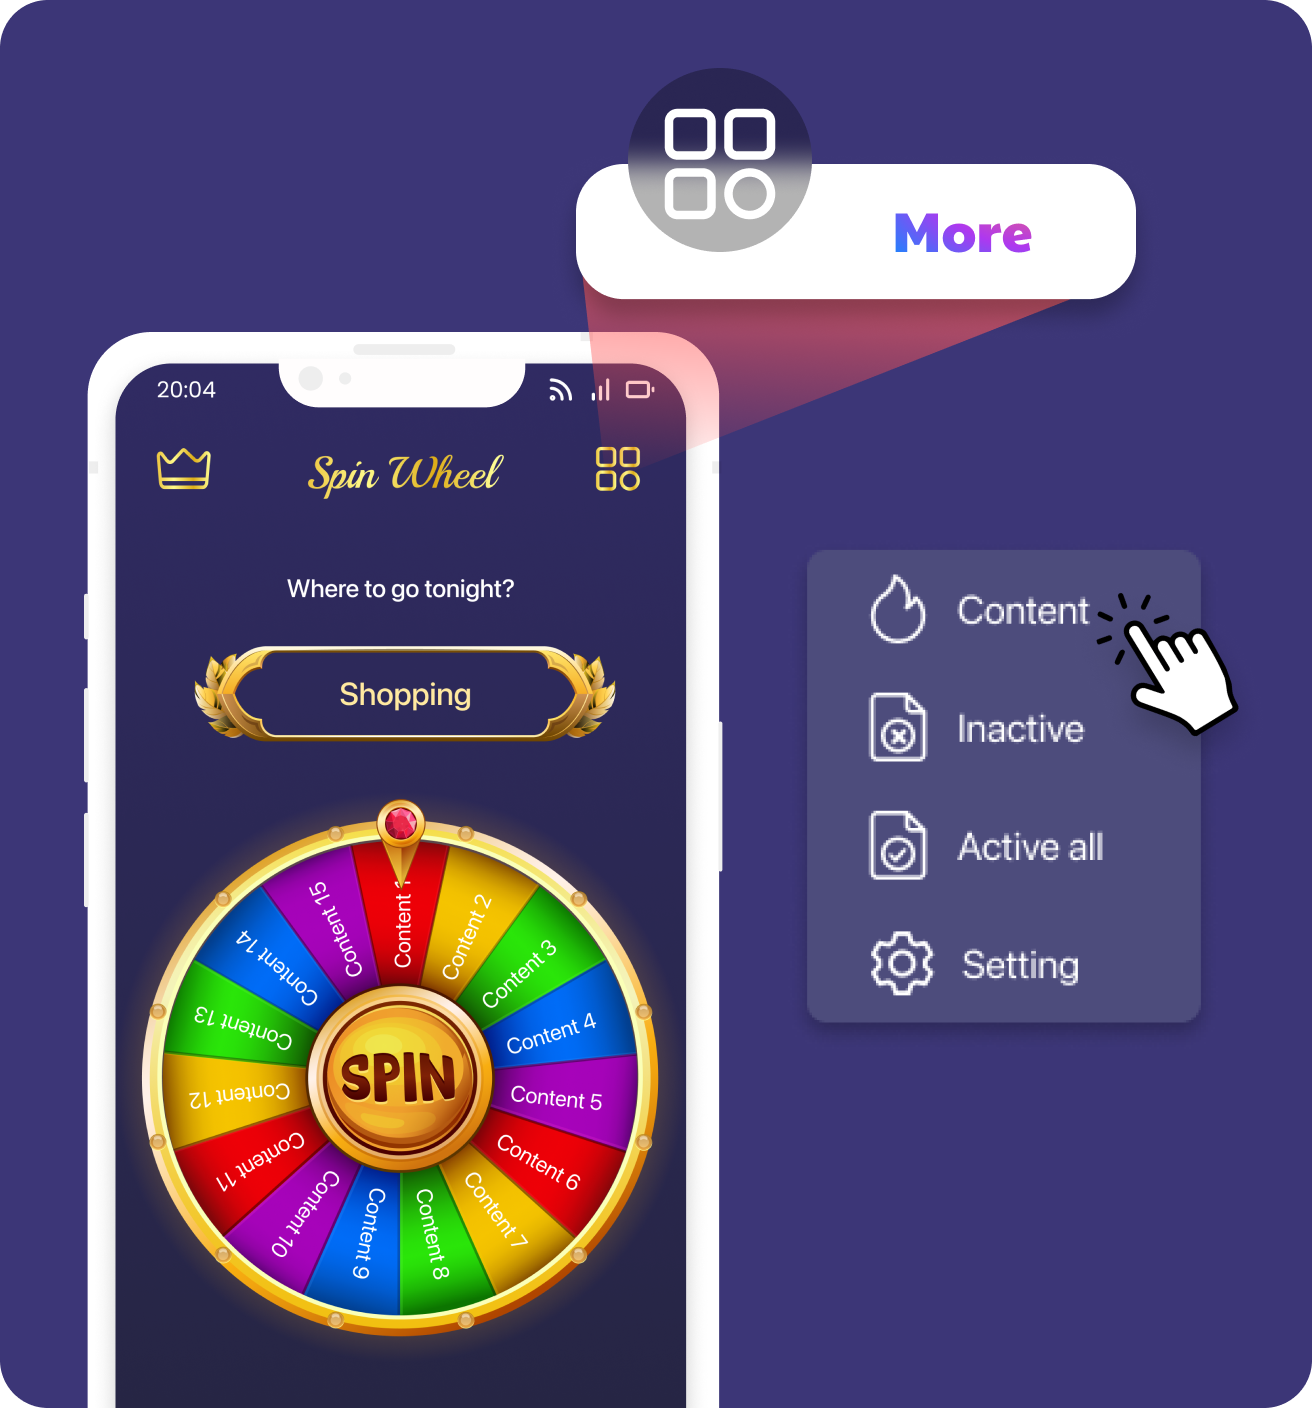 More
20:04
Spin Wheel
Where to go tonight?
Shopping
Content 1
Content 2
Content 3
Content 4
Content 5
Content 6
Content 7
Content 8
Content 9
Content 10
Content 11
Content 12
Content 13
Content 14
Content 15
SPIN
Content
Inactive
Active all
Setting